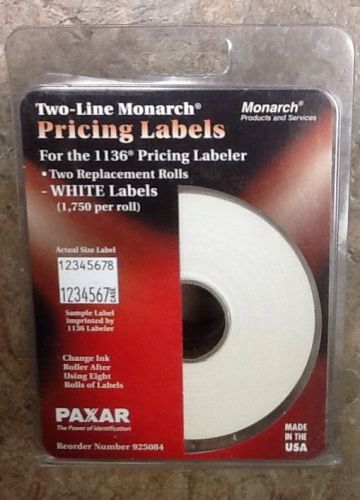 Two-Line Monarch®
Pricing Labels
Monarch®
Products and Services
For the 1136® Pricing Labeler
• Two Replacement Rolls
- WHITE Labels
(1,750 per roll)
Actual Size Label
12345678
1234567
Sample Label
Imprinted by
1136 Labeler
Change Ink
Roller After
Using Eight
Rolls of Labels
PAXAR
The Power of Identification
Reorder Number 925084
MADE
IN THE
USA